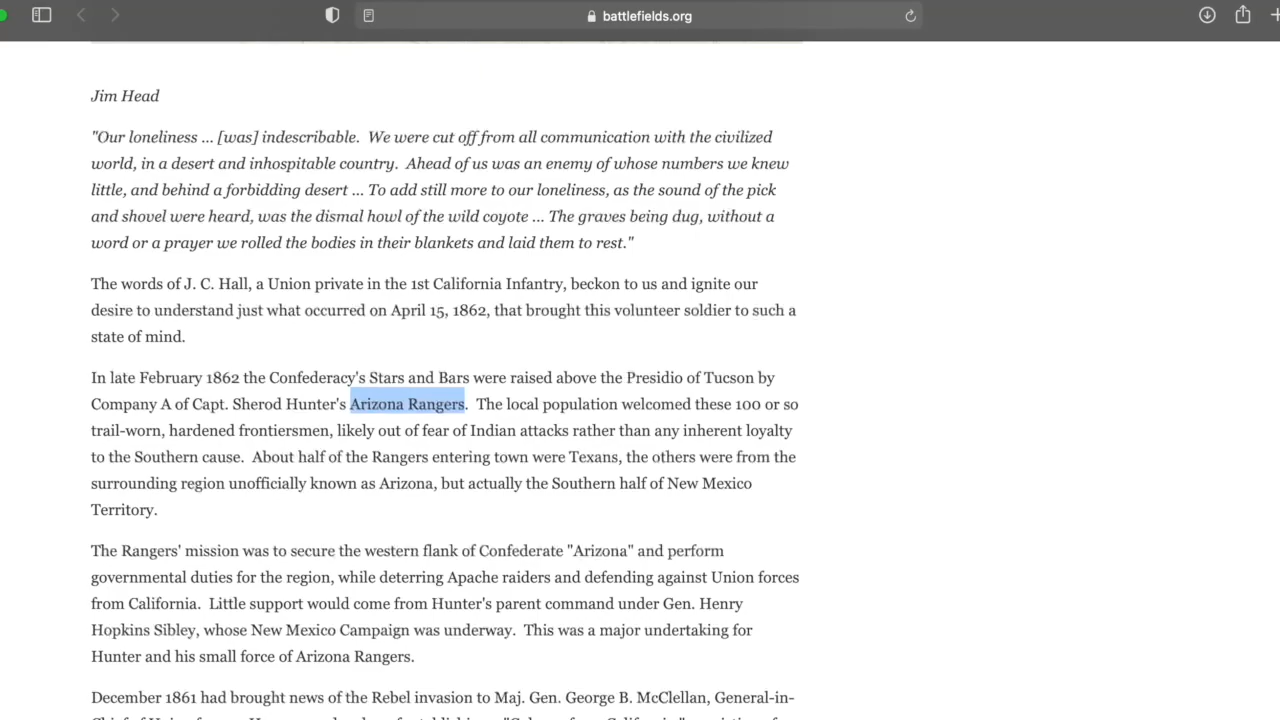 battlefields.org
Jim Head
"Our loneliness ... [was] indescribable.  We were cut off from all communication with the civilized
world, in a desert and inhospitable country.  Ahead of us was an enemy of whose numbers we knew
little, and behind a forbidding desert ... To add still more to our loneliness, as the sound of the pick
and shovel were heard, was the dismal howl of the wild coyote ... The graves being dug, without a
word or a prayer we rolled the bodies in their blankets and laid them to rest."
The words of J. C. Hall, a Union private in the 1st California Infantry, beckon to us and ignite our
desire to understand just what occurred on April 15, 1862, that brought this volunteer soldier to such a
state of mind.
In late February 1862 the Confederacy's Stars and Bars were raised above the Presidio of Tucson by
Company A of Capt. Sherod Hunter's Arizona Rangers.  The local population welcomed these 100 or so
trail-worn, hardened frontiersmen, likely out of fear of Indian attacks rather than any inherent loyalty
to the Southern cause.  About half of the Rangers entering town were Texans, the others were from the
surrounding region unofficially known as Arizona, but actually the Southern half of New Mexico
Territory.
The Rangers' mission was to secure the western flank of Confederate "Arizona" and perform
governmental duties for the region, while deterring Apache raiders and defending against Union forces
from California.  Little support would come from Hunter's parent command under Gen. Henry
Hopkins Sibley, whose New Mexico Campaign was underway.  This was a major undertaking for
Hunter and his small force of Arizona Rangers.
December 1861 had brought news of the Rebel invasion to Maj. Gen. George B. McClellan, General-in-